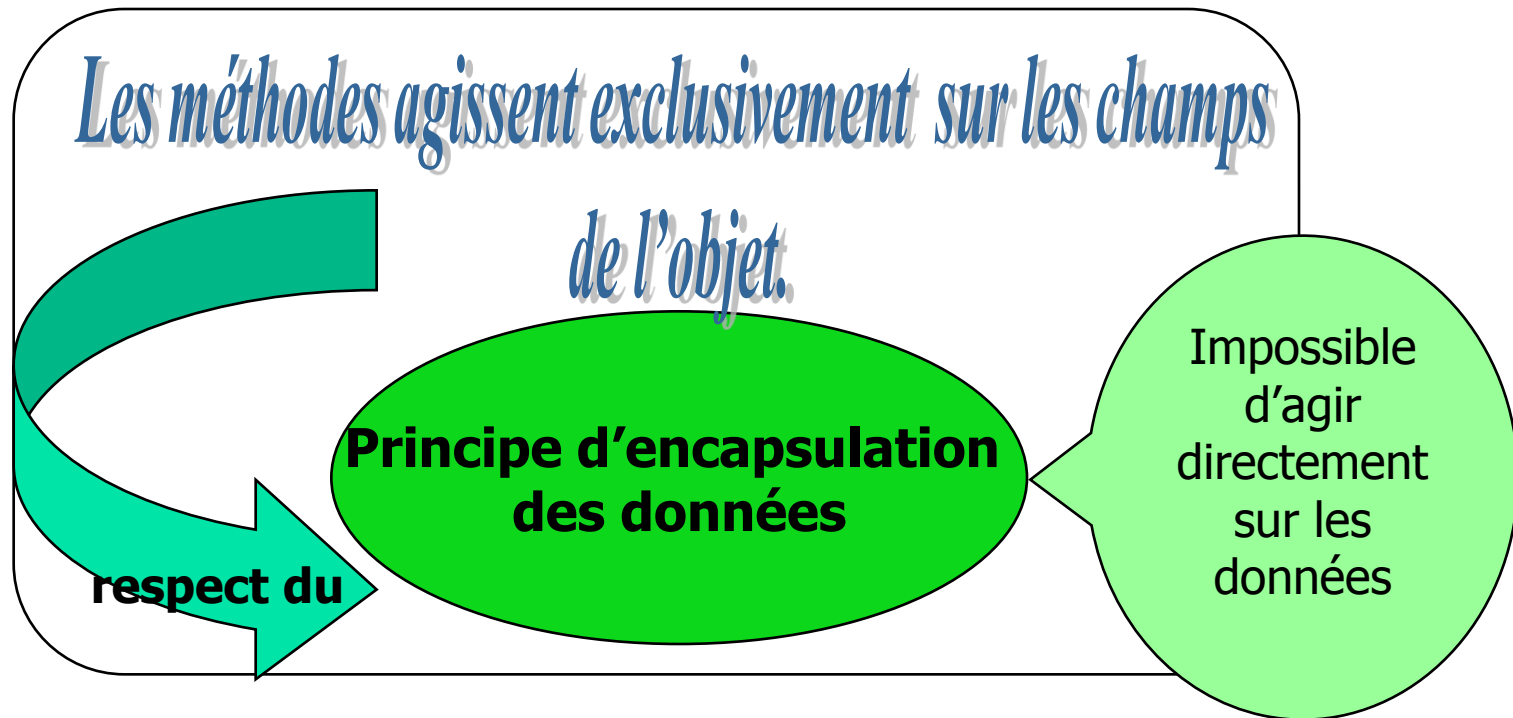 Les méthodes agissent exclusivement sur les champs
de l’objet.
Principe d’encapsulation
des données
respect du
Impossible
d’agir
directement
sur les
données